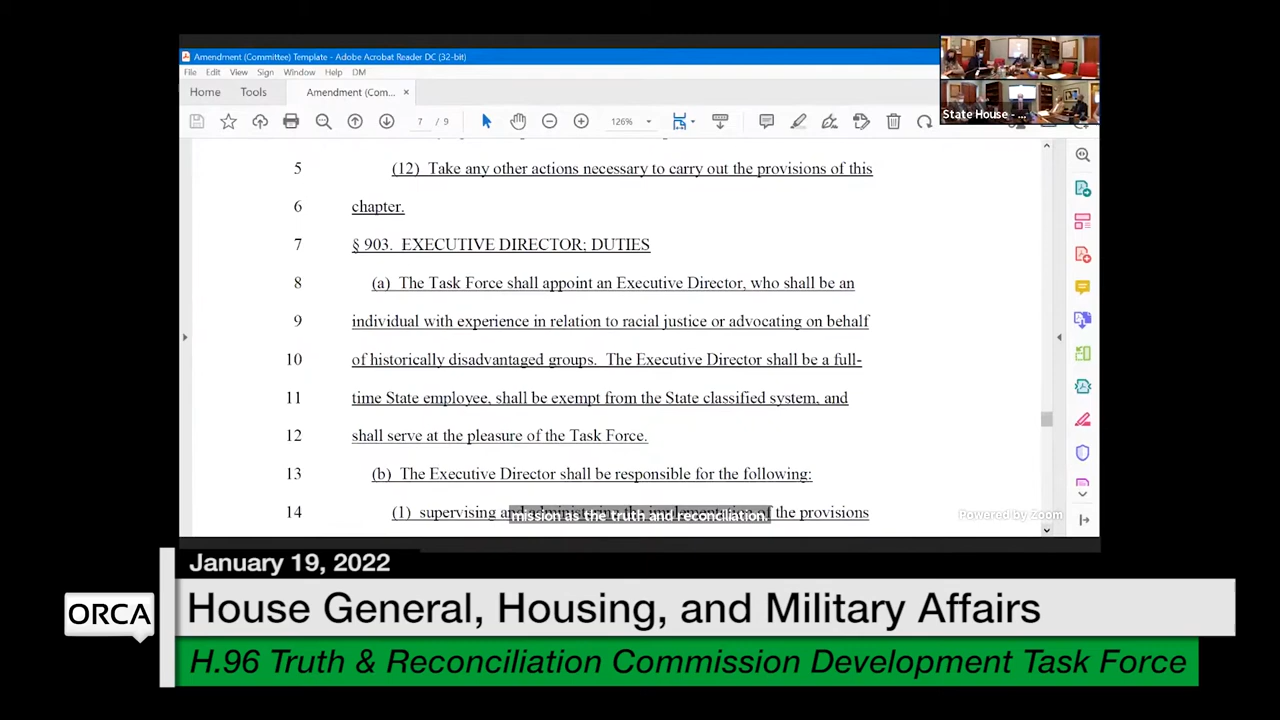 Amendment (Committee) Template - Adobe Acrobat Reader DC (32-bit)
File Edit View Sign Window Help DM
Home Tools Amendment (Com... ×
7 / 9 126%
State House - ...
5 (12) Take any other actions necessary to carry out the provisions of this
6 chapter.
7 § 903. EXECUTIVE DIRECTOR; DUTIES
8 (a) The Task Force shall appoint an Executive Director, who shall be an
9 individual with experience in relation to racial justice or advocating on behalf
10 of historically disadvantaged groups. The Executive Director shall be a full-
11 time State employee, shall be exempt from the State classified system, and
12 shall serve at the pleasure of the Task Force.
13 (b) The Executive Director shall be responsible for the following:
14 (1) supervising and administering the implementation of the provisions
mission as the truth and reconciliation.
Powered by Zoom
January 19, 2022
ORCA
House General, Housing, and Military Affairs
H.96 Truth & Reconciliation Commission Development Task Force